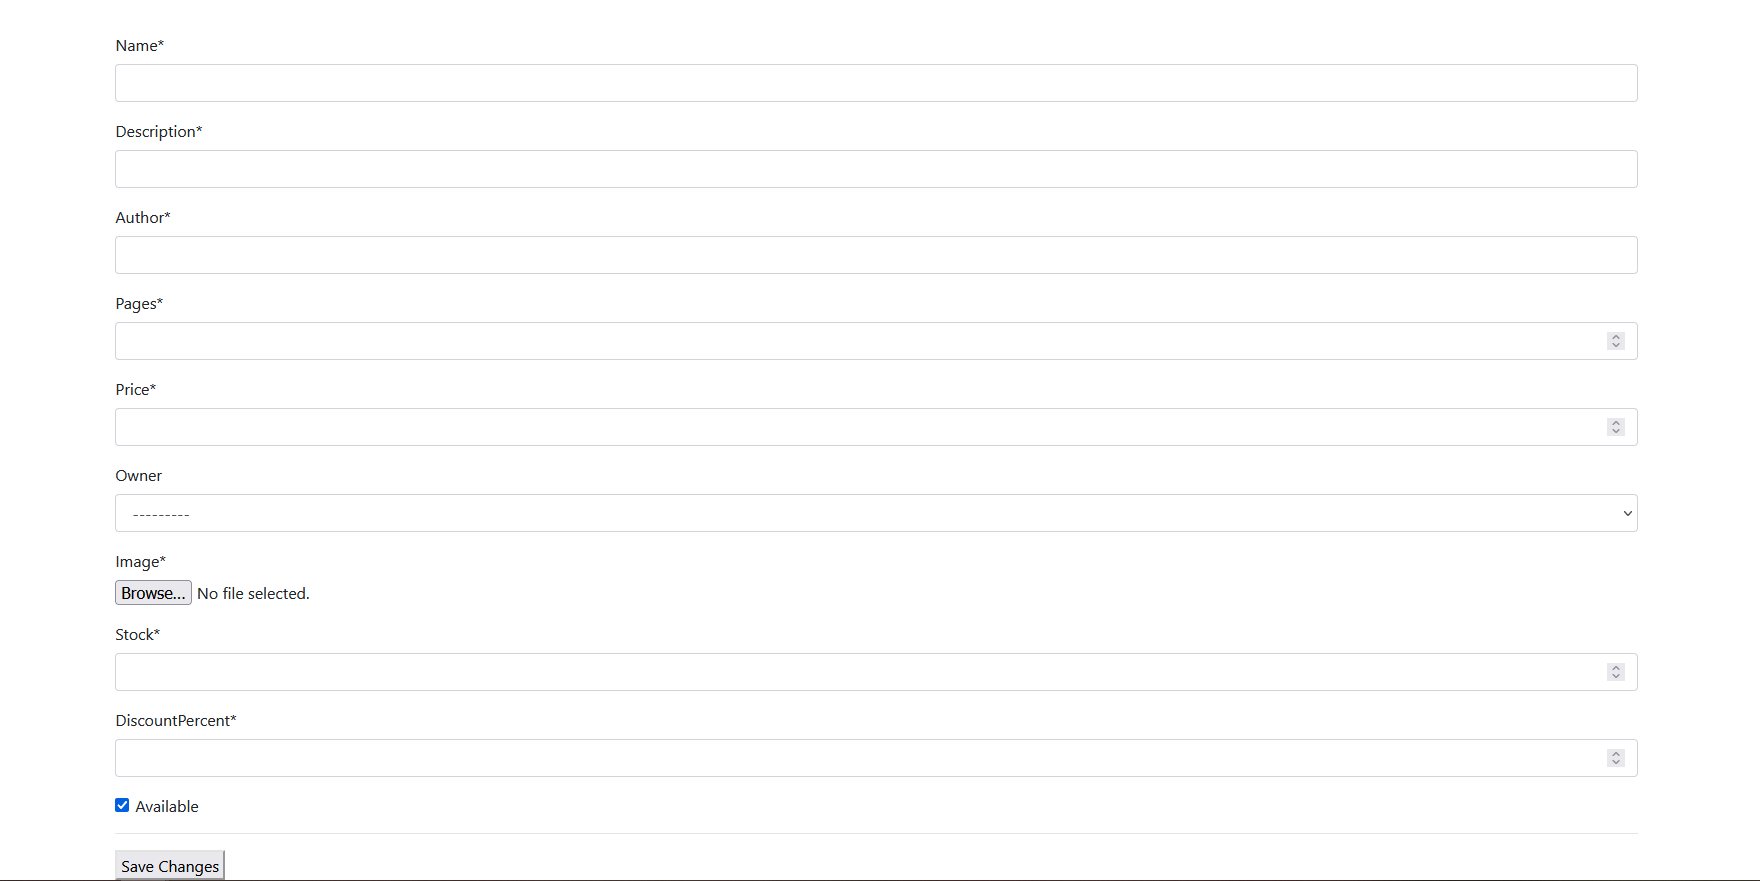 Name*
Description*
Author*
Pages*
Price*
Owner
---------
Image*
Browse... No file selected.
Stock*
DiscountPercent*
Available
Save Changes